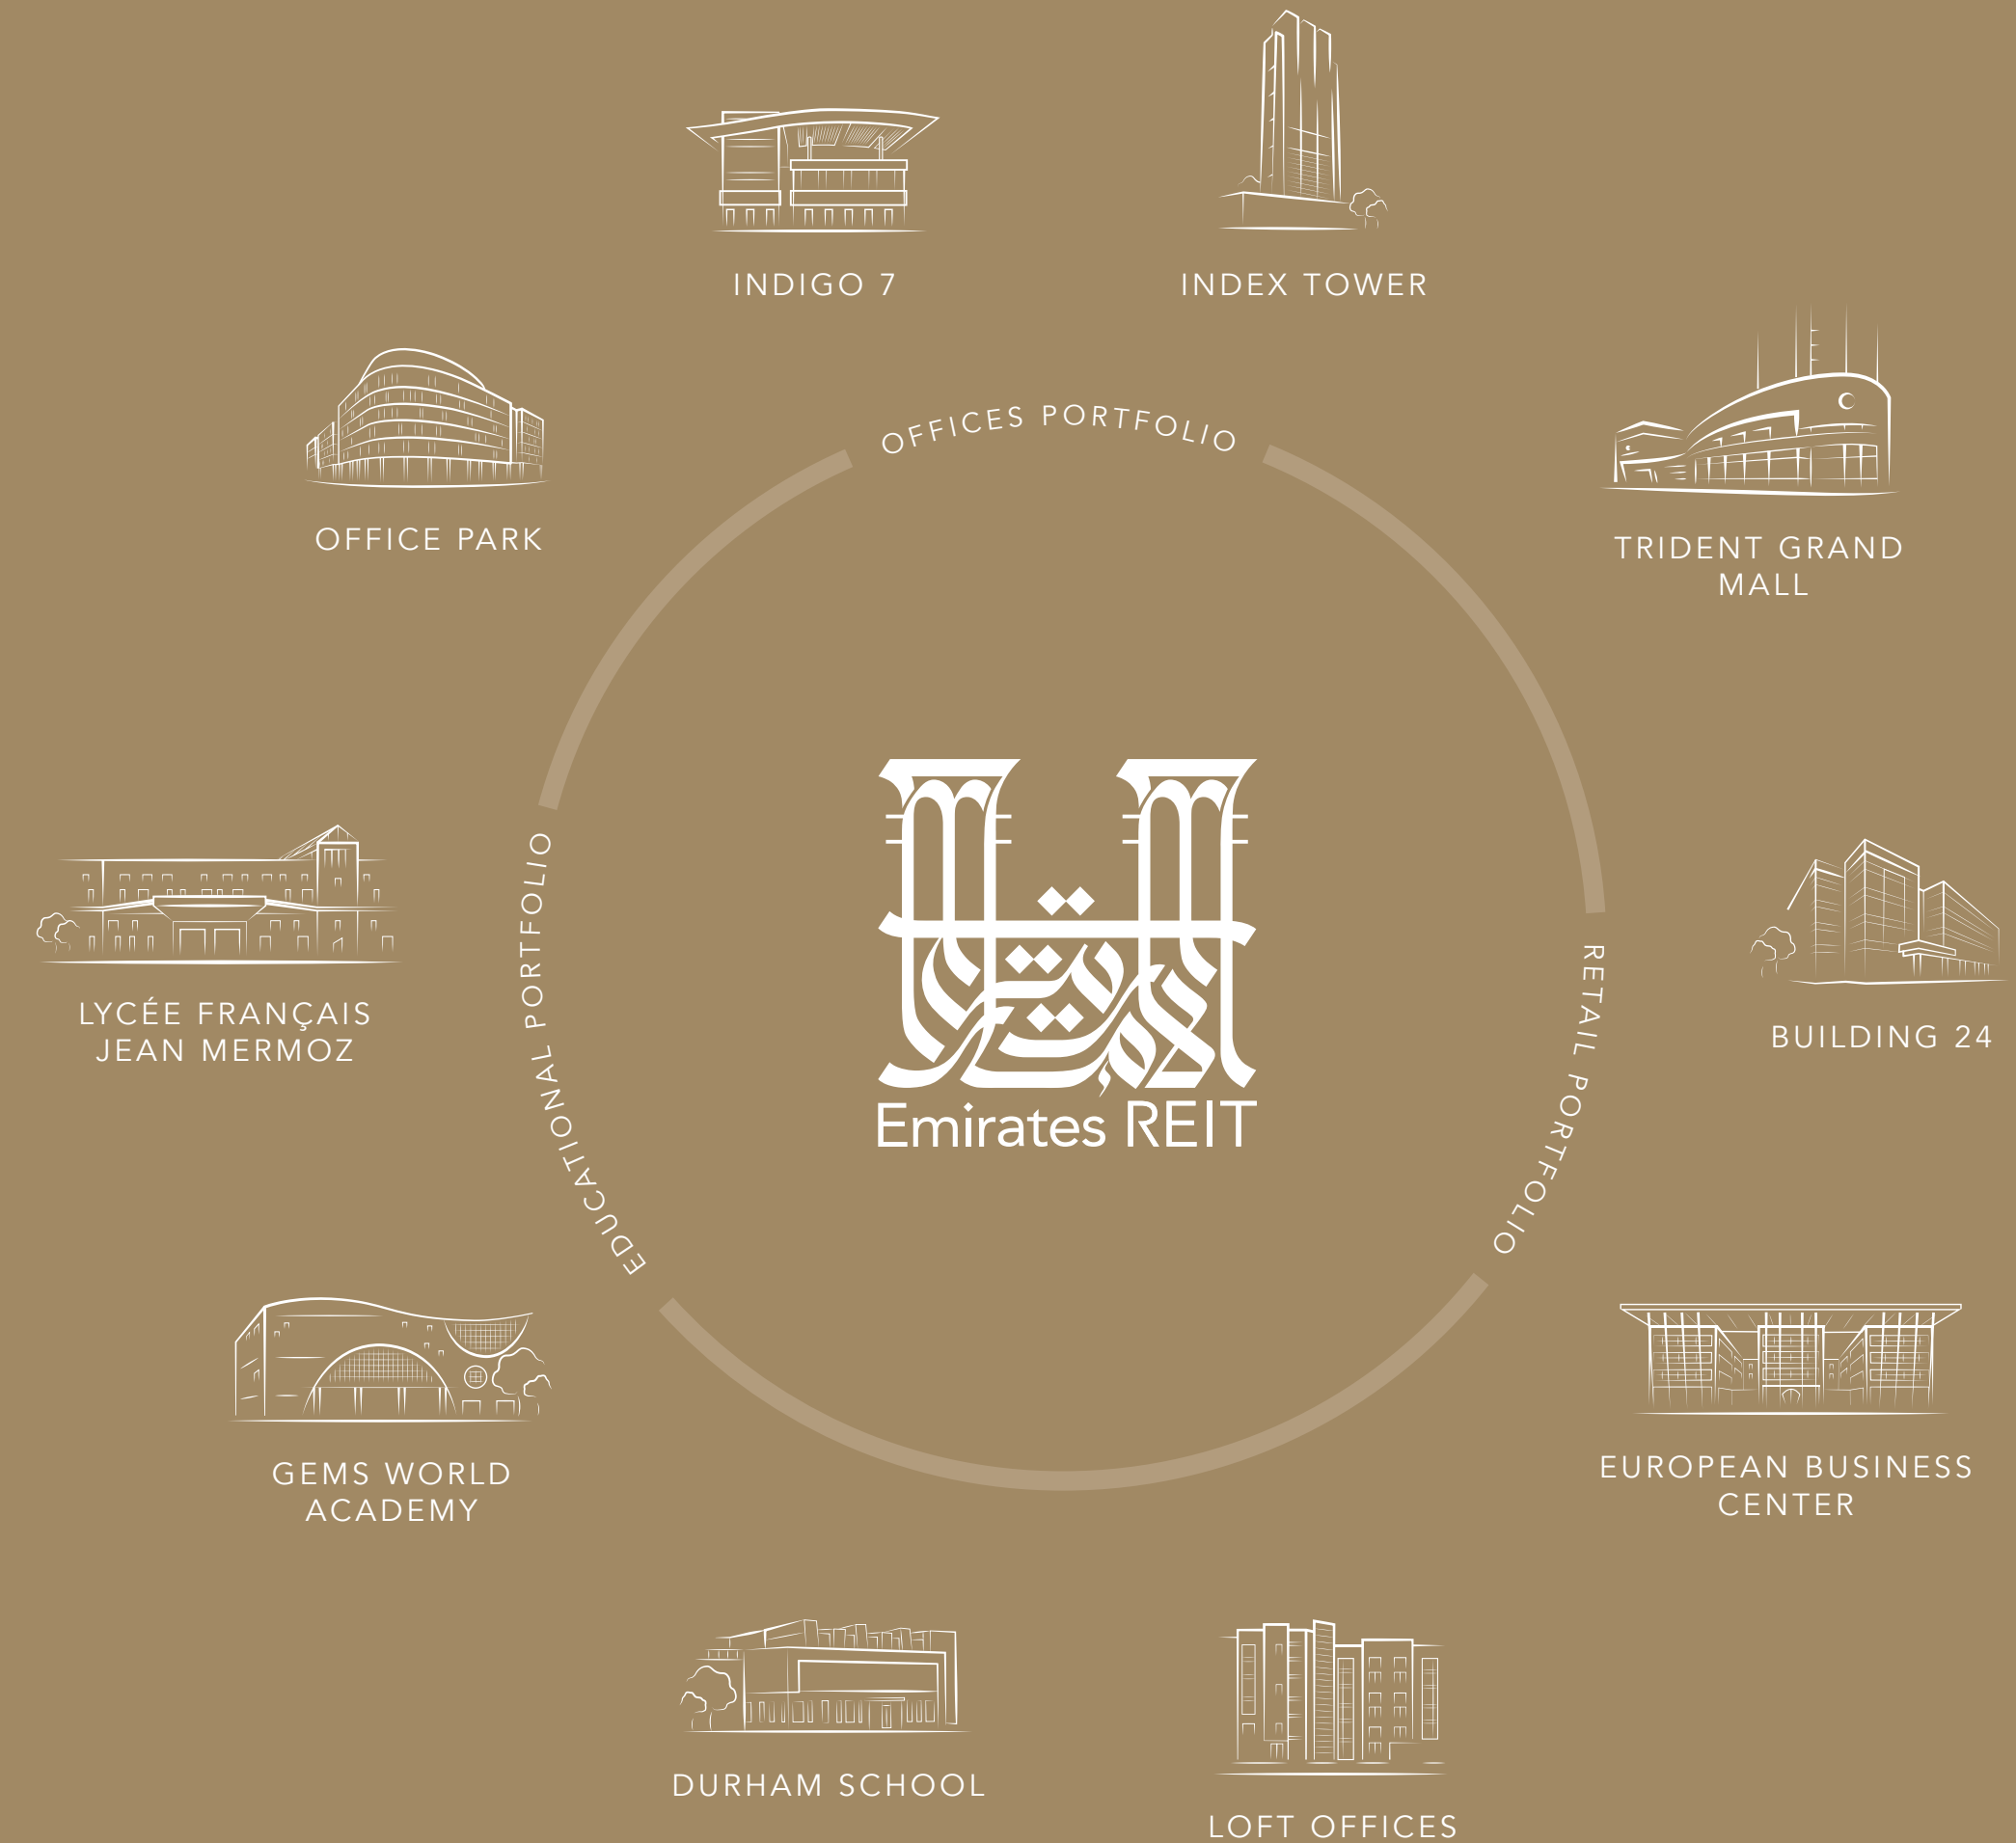 INDIGO 7
INDEX TOWER
OFFICES PORTFOLIO
OFFICE PARK
TRIDENT GRAND
MALL
EDUCATIONAL PORTFOLIO
RETAIL PORTFOLIO
LYCÉE FRANÇAIS
JEAN MERMOZ
BUILDING 24
Emirates REIT
GEMS WORLD
ACADEMY
EUROPEAN BUSINESS
CENTER
DURHAM SCHOOL
LOFT OFFICES